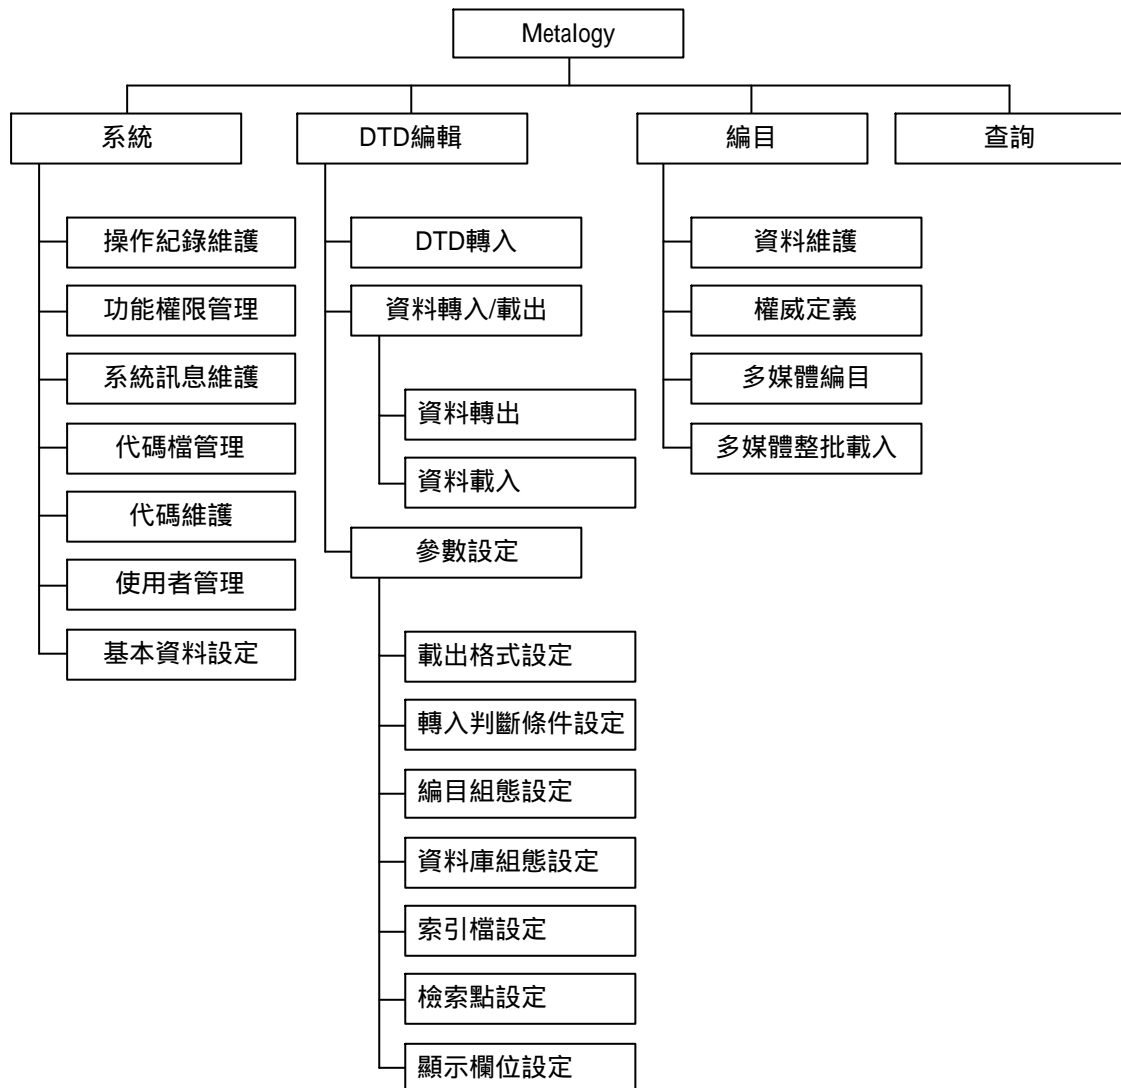 Metalogy
系統
DTD編輯
編目
查詢
操作紀錄維護
功能權限管理
系統訊息維護
代碼檔管理
代碼維護
使用者管理
基本資料設定
DTD轉入
資料轉入/載出
資料轉出
資料載入
參數設定
載出格式設定
轉入判斷條件設定
編目組態設定
資料庫組態設定
索引檔設定
檢索點設定
顯示欄位設定
資料維護
權威定義
多媒體編目
多媒體整批載入